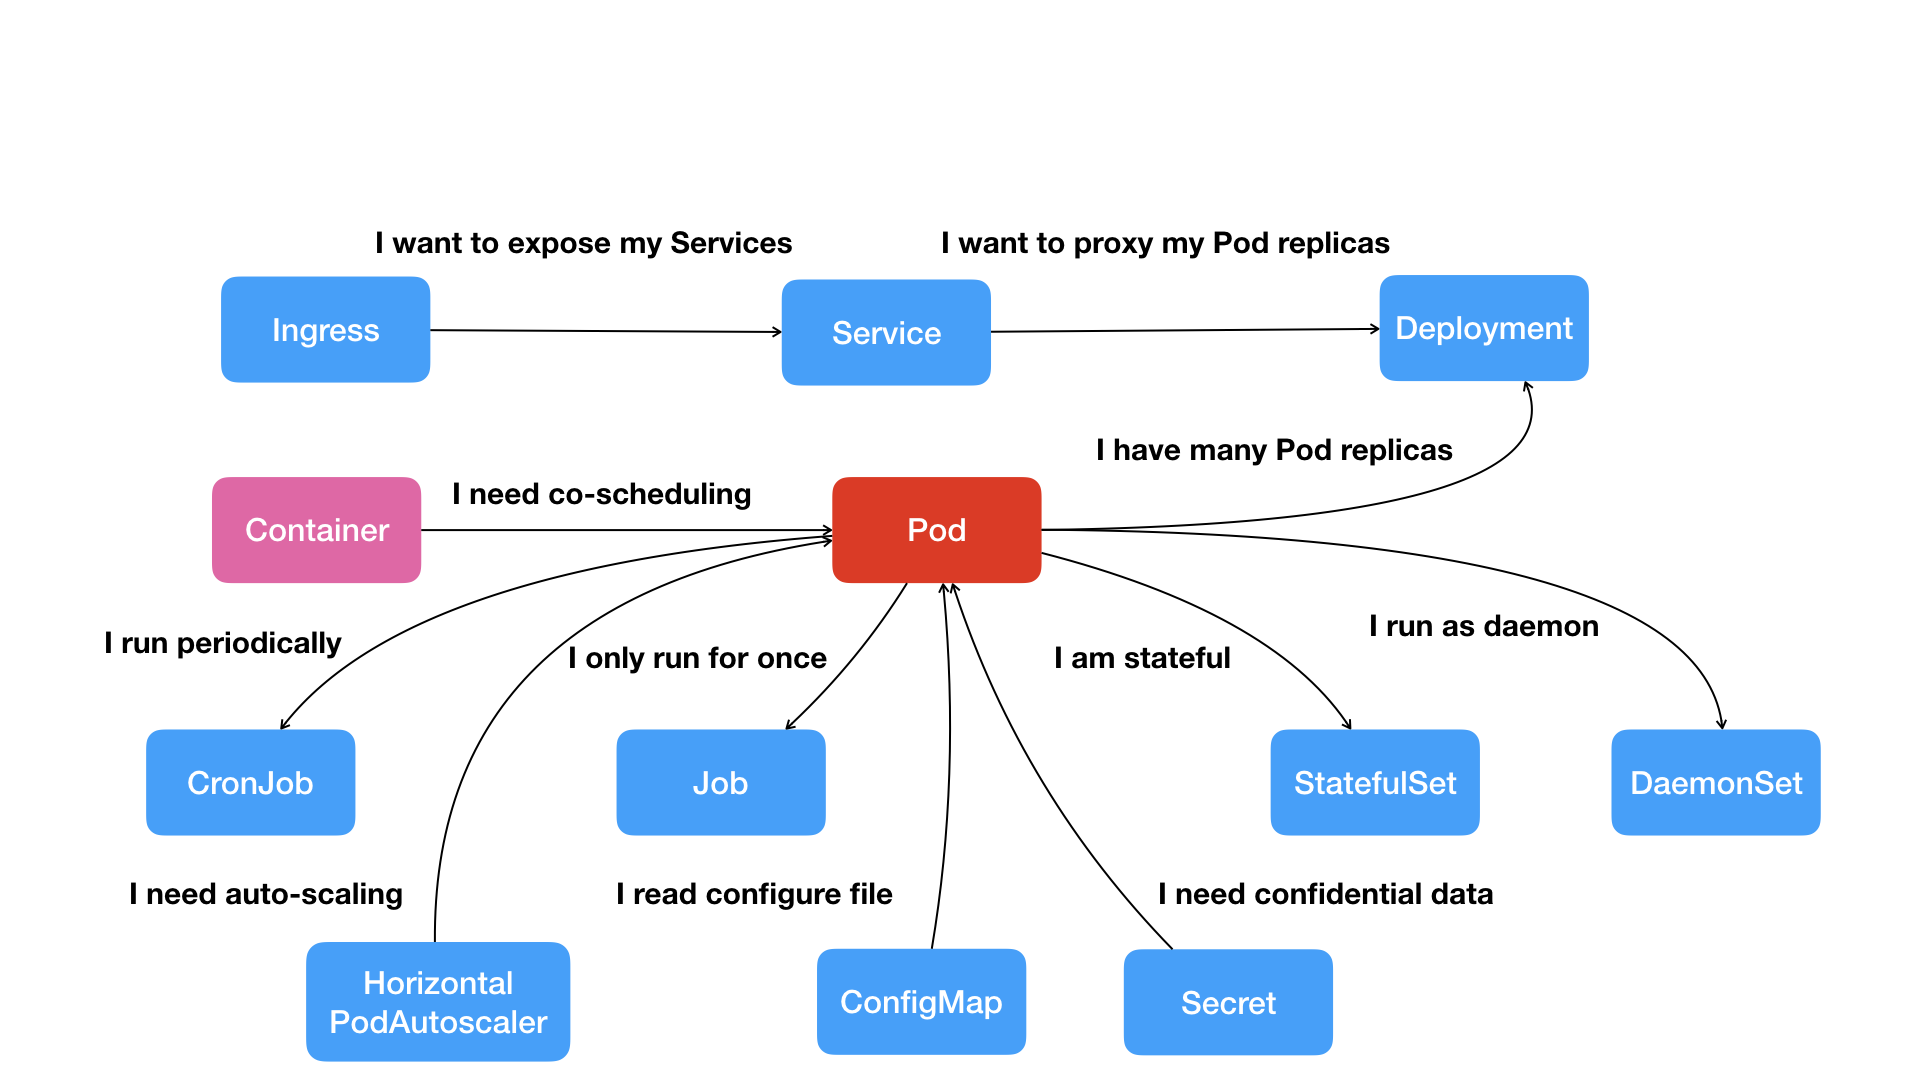 I want to expose my Services
I want to proxy my Pod replicas
Ingress
Service
Deployment
I have many Pod replicas
I need co-scheduling
Container
Pod
I run periodically
I only run for once
I am stateful
I run as daemon
CronJob
Job
StatefulSet
DaemonSet
I need auto-scaling
I read configure file
I need confidential data
Horizontal
PodAutoscaler
ConfigMap
Secret